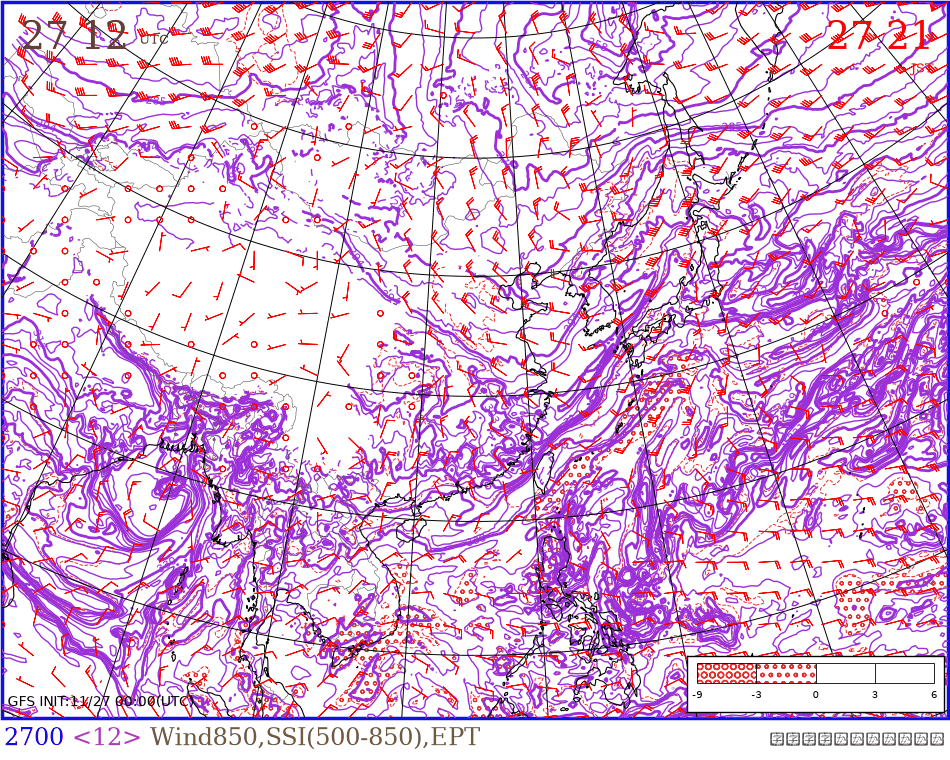 27 12 UTC
27 21
JST
GFS INIT:11/27 00:00(UTC)
-9 -3 0 3 6
2700 <12> Wind850,SSI(500-850),EPT